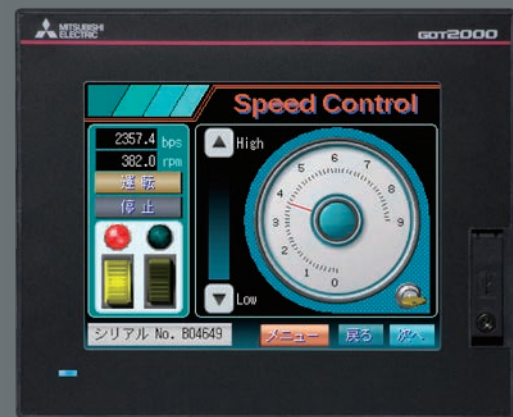 MITSUBISHI
ELECTRIC
GOT2000
Speed Control
2357.4 bps
382.0 rpm
運転
停止
High
Low
0
1
2
3
4
5
6
7
8
9
シリアル No. B04649
メニュー
戻る
次へ